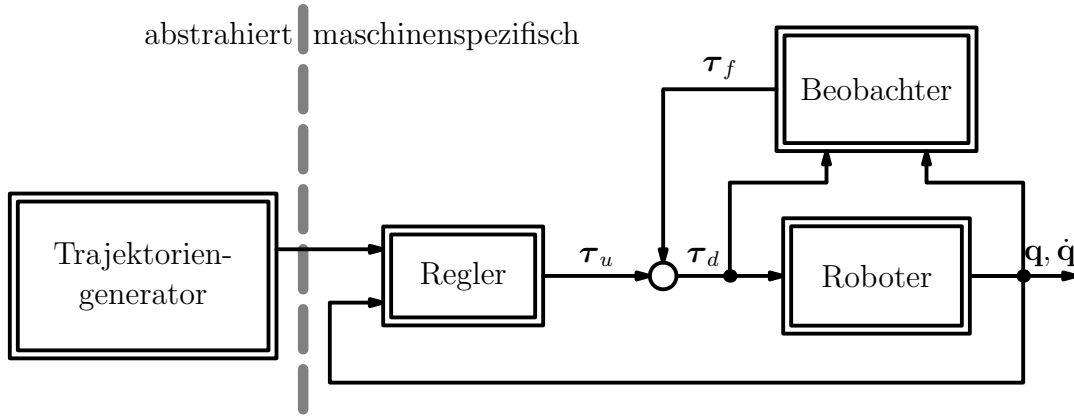 abstrahiert maschinenspezifisch
τ_f
Beobachter
Trajektorien-
generator
Regler
τ_u
τ_d
Roboter
q, q̇